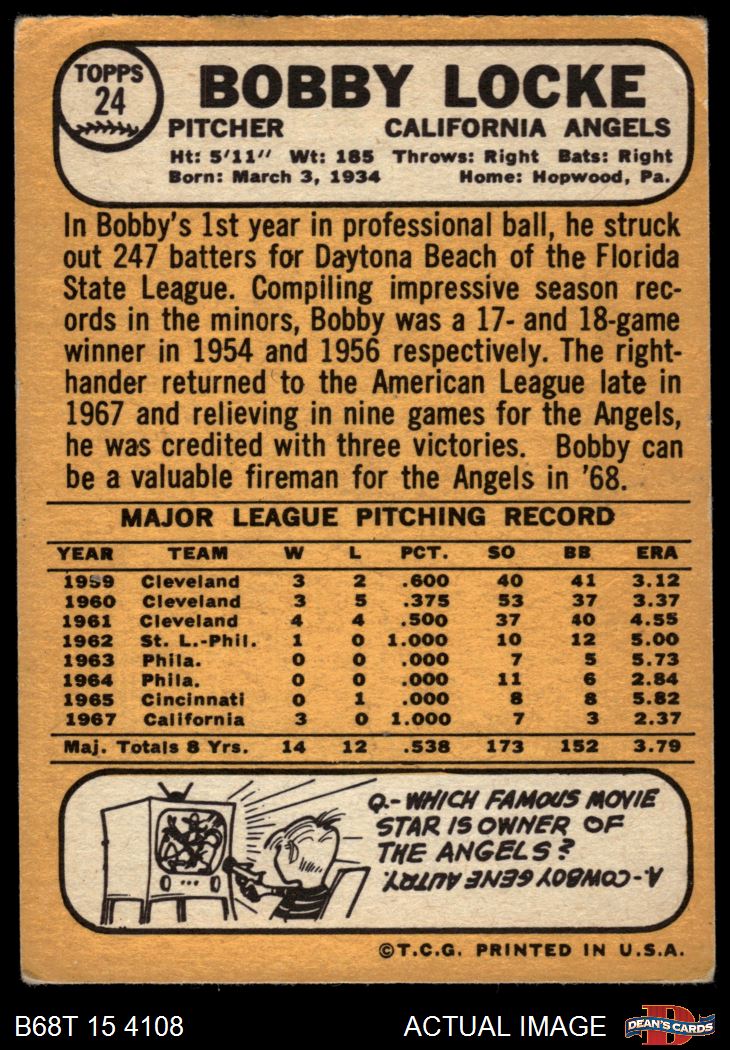 TOPPS
24
BOBBY LOCKE
PITCHER CALIFORNIA ANGELS
Ht: 5'11" Wt: 185 Throws: Right Bats: Right
Born: March 3, 1934 Home: Hopwood, Pa.
In Bobby's 1st year in professional ball, he struck
out 247 batters for Daytona Beach of the Florida
State League. Compiling impressive season rec-
ords in the minors, Bobby was a 17- and 18-game
winner in 1954 and 1956 respectively. The right-
hander returned to the American League late in
1967 and relieving in nine games for the Angels,
he was credited with three victories. Bobby can
be a valuable fireman for the Angels in '68.
MAJOR LEAGUE PITCHING RECORD
YEAR TEAM W L PCT. SO BB ERA
1959 Cleveland 3 2 .600 40 41 3.12
1960 Cleveland 3 5 .375 53 37 3.37
1961 Cleveland 4 4 .500 37 40 4.55
1962 St. L.-Phil. 1 0 1.000 10 12 5.00
1963 Phila. 0 0 .000 7 5 5.73
1964 Phila. 0 0 .000 11 6 2.84
1965 Cincinnati 0 1 .000 8 8 5.82
1967 California 3 0 1.000 7 3 2.37
Maj. Totals 8 Yrs. 14 12 .538 173 152 3.79
Q.- WHICH FAMOUS MOVIE
STAR IS OWNER OF
THE ANGELS?
A-COWBOY GENE AUTRY.
©T.C.G. PRINTED IN U.S.A.
B68T 15 4108 ACTUAL IMAGE
D
DEAN'S CARDS